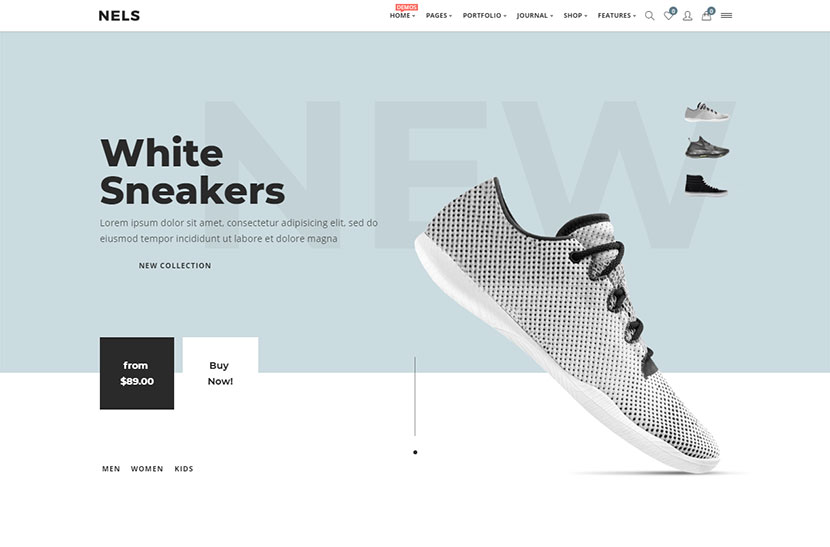 NELS
DEMOS
HOME PAGES PORTFOLIO JOURNAL SHOP FEATURES 0 0
NEW
White
Sneakers
Lorem ipsum dolor sit amet, consectetur adipisicing elit, sed do
eiusmod tempor incididunt ut labore et dolore magna
NEW COLLECTION
from
$89.00
Buy
Now!
MEN WOMEN KIDS